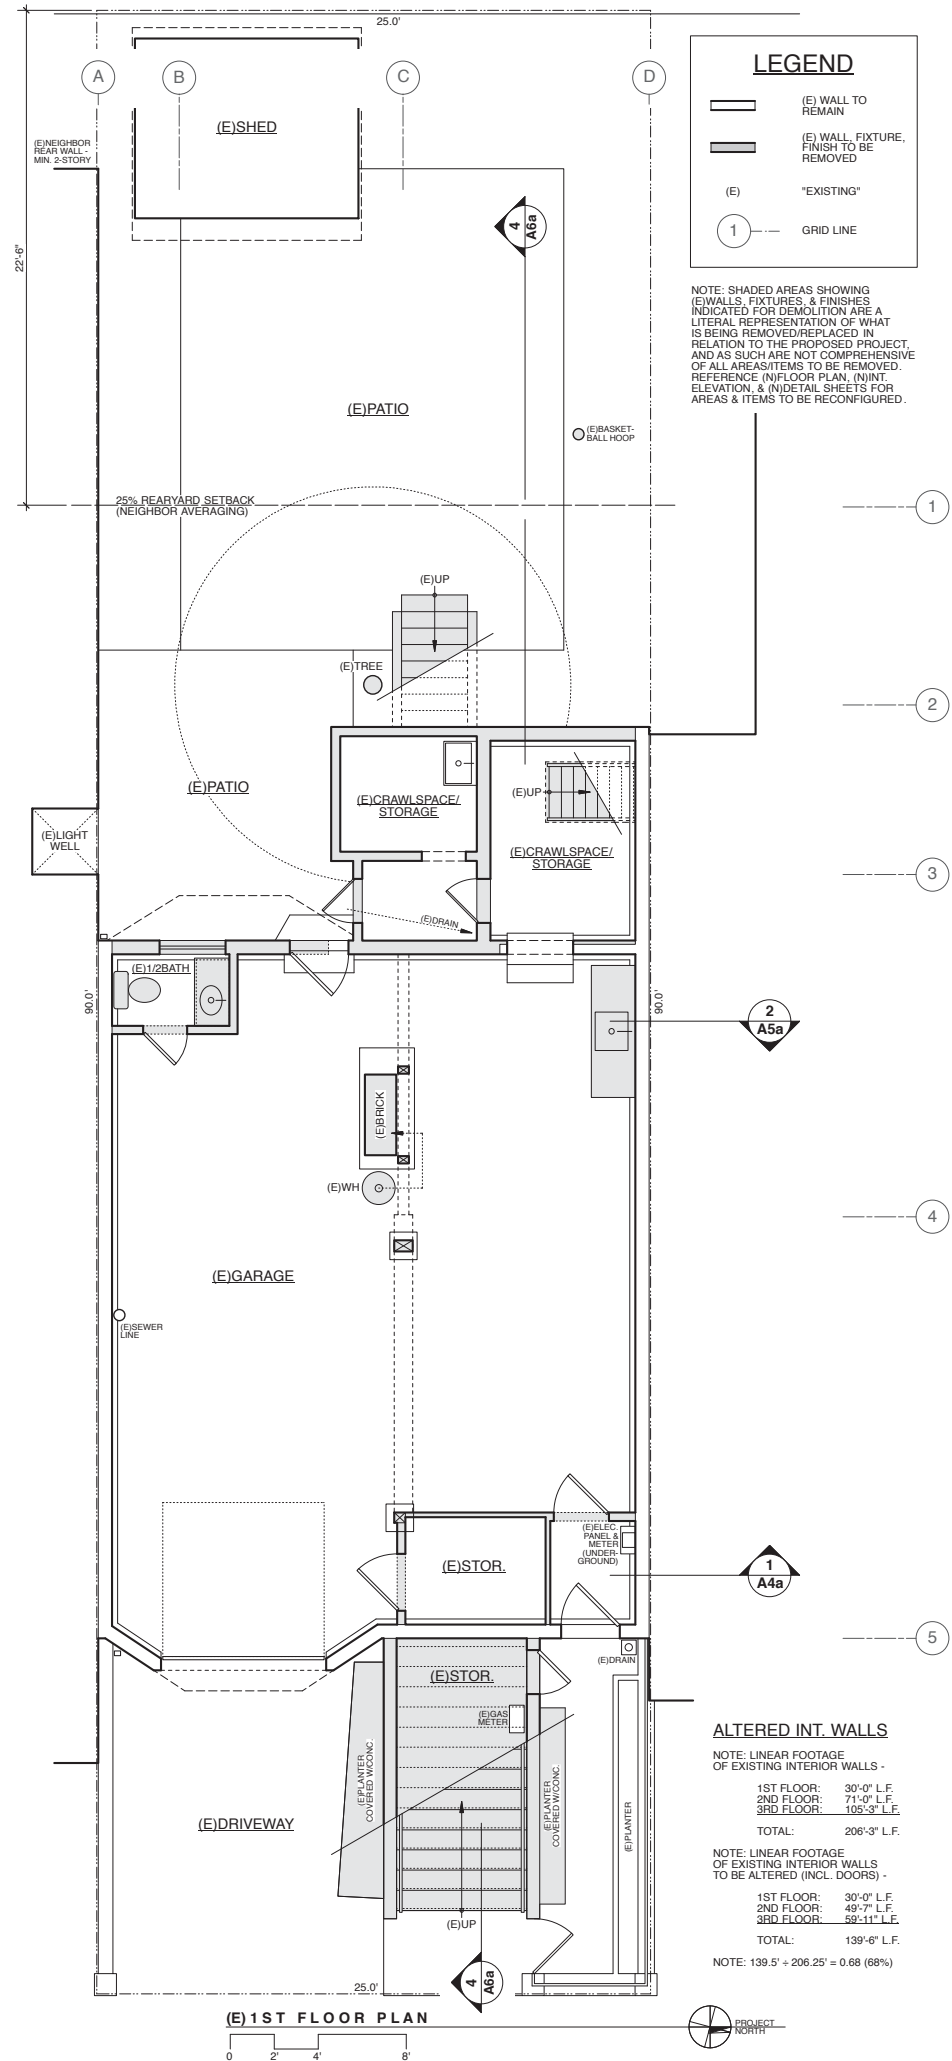 25.0'
A
B
C
D
LEGEND
(E) WALL TO
REMAIN
(E) WALL, FIXTURE,
FINISH TO BE
REMOVED
(E)
"EXISTING"
1
GRID LINE
(E)SHED
(E)NEIGHBOR
REAR WALL -
MIN. 2-STORY
22'-6"
4
A6a
NOTE: SHADED AREAS SHOWING
(E)WALLS, FIXTURES, & FINISHES
INDICATED FOR DEMOLITION ARE A
LITERAL REPRESENTATION OF WHAT
IS BEING REMOVED/REPLACED IN
RELATION TO THE PROPOSED PROJECT,
AND AS SUCH ARE NOT COMPREHENSIVE
OF ALL AREAS/ITEMS TO BE REMOVED.
REFERENCE (N)FLOOR PLAN, (N)INT.
ELEVATION, & (N)DETAIL SHEETS FOR
AREAS & ITEMS TO BE RECONFIGURED.
(E)PATIO
(E)BASKET-
BALL HOOP
25% REARYARD SETBACK
(NEIGHBOR AVERAGING)
1
(E)UP
(E)TREE
2
(E)PATIO
(E)CRAWLSPACE/
STORAGE
(E)UP
(E)CRAWLSPACE/
STORAGE
(E)LIGHT
WELL
3
(E)DRAIN
(E)1/2BATH
90.0'
90.0'
2
A5a
(E)BRICK
(E)WH
4
(E)GARAGE
(E)SEWER
LINE
(E)ELEC.
PANEL &
METER
(UNDER-
GROUND)
(E)STOR.
1
A4a
5
(E)DRAIN
(E)STOR.
(E)GAS
METER
(E)PLANTER
COVERED W/CONC.
(E)PLANTER
COVERED W/CONC.
(E)PLANTER
(E)DRIVEWAY
(E)UP
ALTERED INT. WALLS
NOTE: LINEAR FOOTAGE
OF EXISTING INTERIOR WALLS -
1ST FLOOR: 30'-0" L.F.
2ND FLOOR: 71'-0" L.F.
3RD FLOOR: 105'-3" L.F.
TOTAL: 206'-3" L.F.
NOTE: LINEAR FOOTAGE
OF EXISTING INTERIOR WALLS
TO BE ALTERED (INCL. DOORS) -
1ST FLOOR: 30'-0" L.F.
2ND FLOOR: 49'-7" L.F.
3RD FLOOR: 59'-11" L.F.
TOTAL: 139'-6" L.F.
NOTE: 139.5' ÷ 206.25' = 0.68 (68%)
4
A6a
25.0'
(E) 1ST FLOOR PLAN
PROJECT
NORTH
0 2' 4' 8'